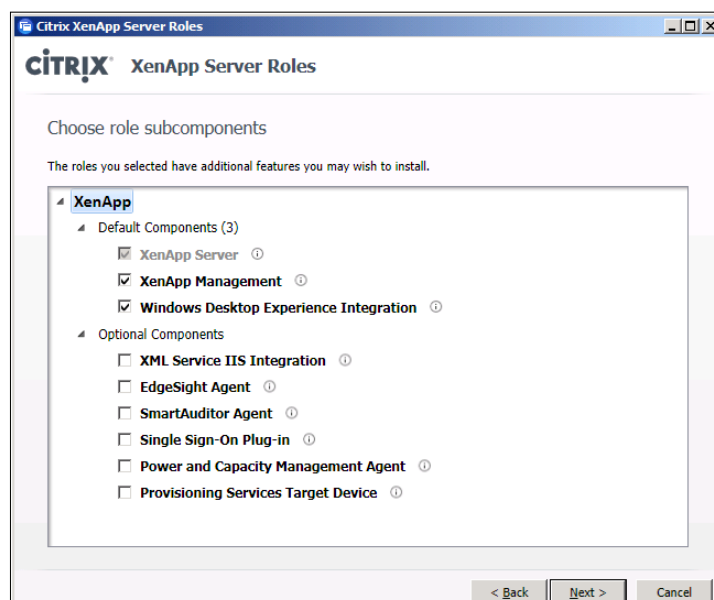 Citrix XenApp Server Roles
CİTRIX XenApp Server Roles
Choose role subcomponents
The roles you selected have additional features you may wish to install.
XenApp
Default Components (3)
XenApp Server
XenApp Management
Windows Desktop Experience Integration
Optional Components
XML Service IIS Integration
EdgeSight Agent
SmartAuditor Agent
Single Sign-On Plug-in
Power and Capacity Management Agent
Provisioning Services Target Device
< Back Next > Cancel